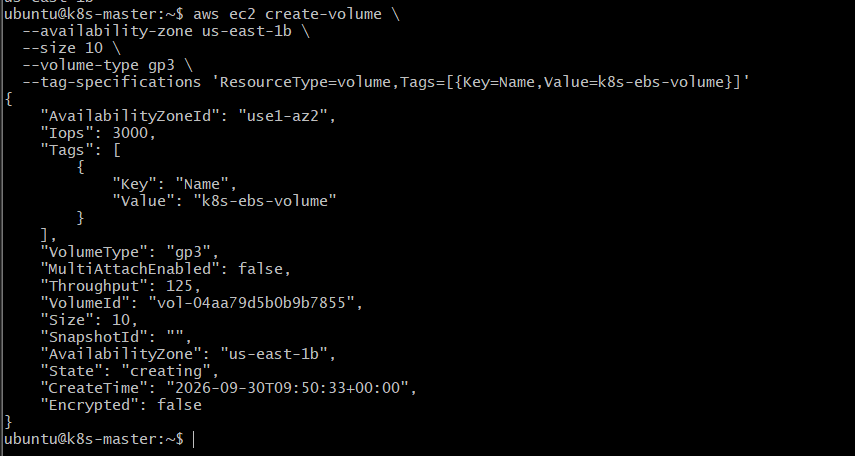 ubuntu@k8s-master:~$ aws ec2 create-volume \
  --availability-zone us-east-1b \
  --size 10 \
  --volume-type gp3 \
  --tag-specifications 'ResourceType=volume,Tags=[{Key=Name,Value=k8s-ebs-volume}]'
{
    "AvailabilityZoneId": "use1-az2",
    "Iops": 3000,
    "Tags": [
        {
            "Key": "Name",
            "Value": "k8s-ebs-volume"
        }
    ],
    "VolumeType": "gp3",
    "MultiAttachEnabled": false,
    "Throughput": 125,
    "VolumeId": "vol-04aa79d5b0b9b7855",
    "Size": 10,
    "SnapshotId": "",
    "AvailabilityZone": "us-east-1b",
    "State": "creating",
    "CreateTime": "2026-09-30T09:50:33+00:00",
    "Encrypted": false
}
ubuntu@k8s-master:~$